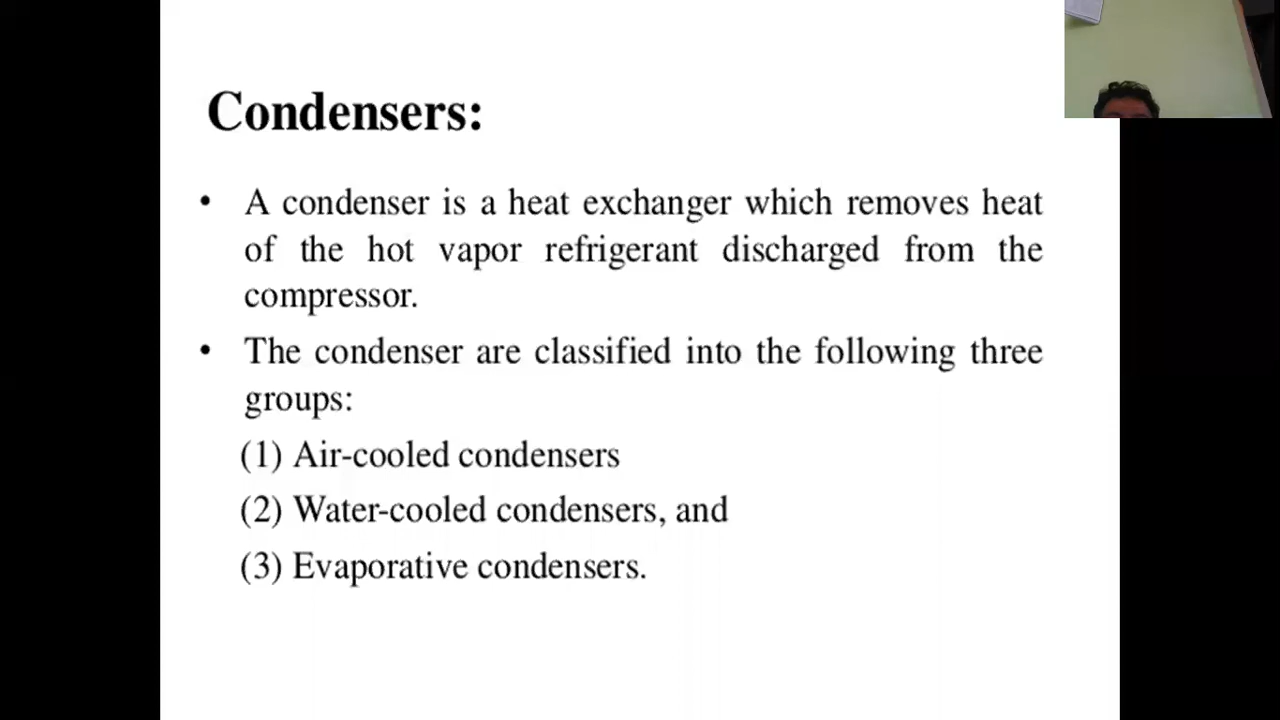 Condensers:
• A condenser is a heat exchanger which removes heat
of the hot vapor refrigerant discharged from the
compressor.
• The condenser are classified into the following three
groups:
(1) Air-cooled condensers
(2) Water-cooled condensers, and
(3) Evaporative condensers.